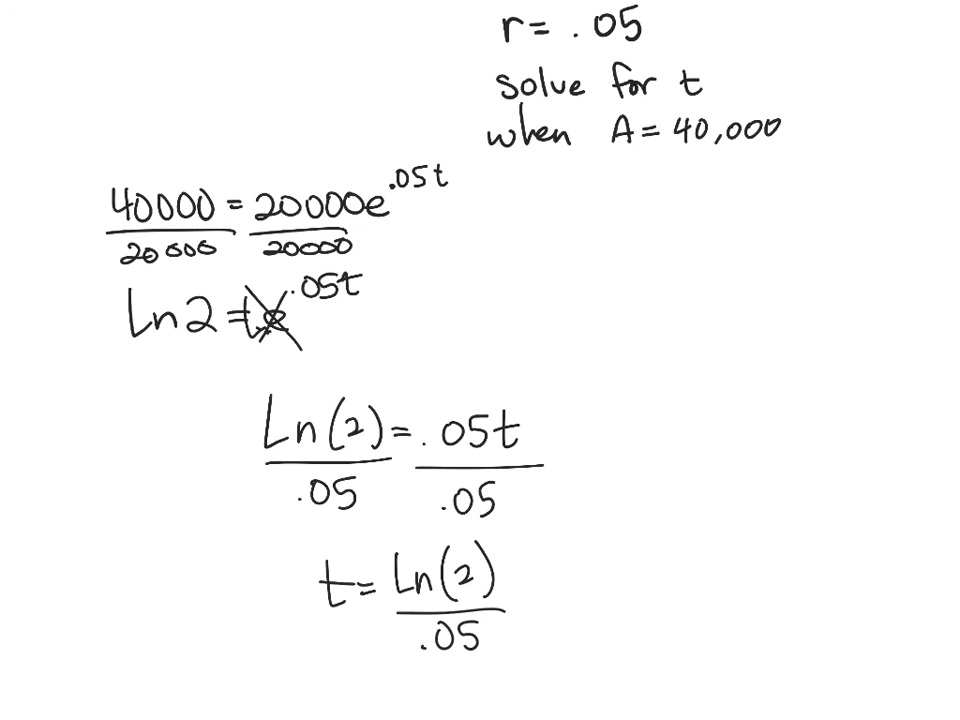 r = .05
solve for t
when A = 40,000
40000 = 20000e^.05t
20000 20000
Ln2 = Ln e^.05t
Ln(2) = .05t
.05 .05
t = Ln(2)
.05